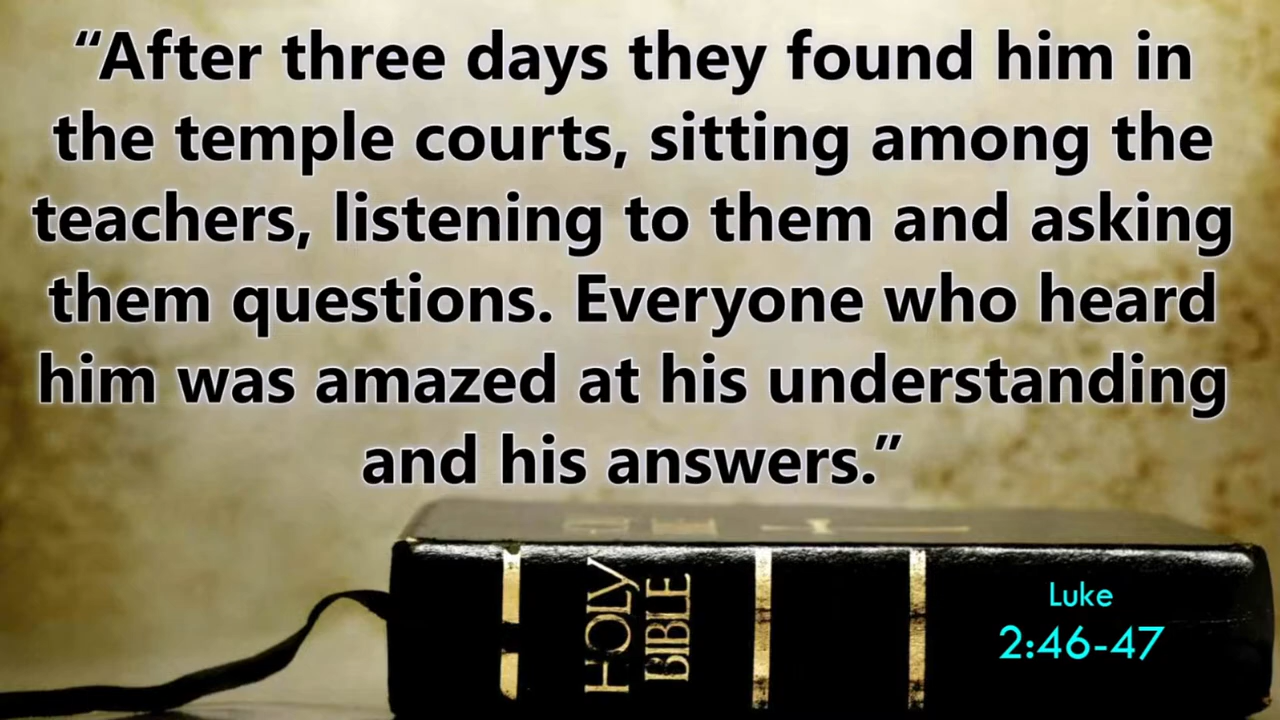 “After three days they found him in
the temple courts, sitting among the
teachers, listening to them and asking
them questions. Everyone who heard
him was amazed at his understanding
and his answers.”
HOLY
BIBLE
Luke
2:46-47